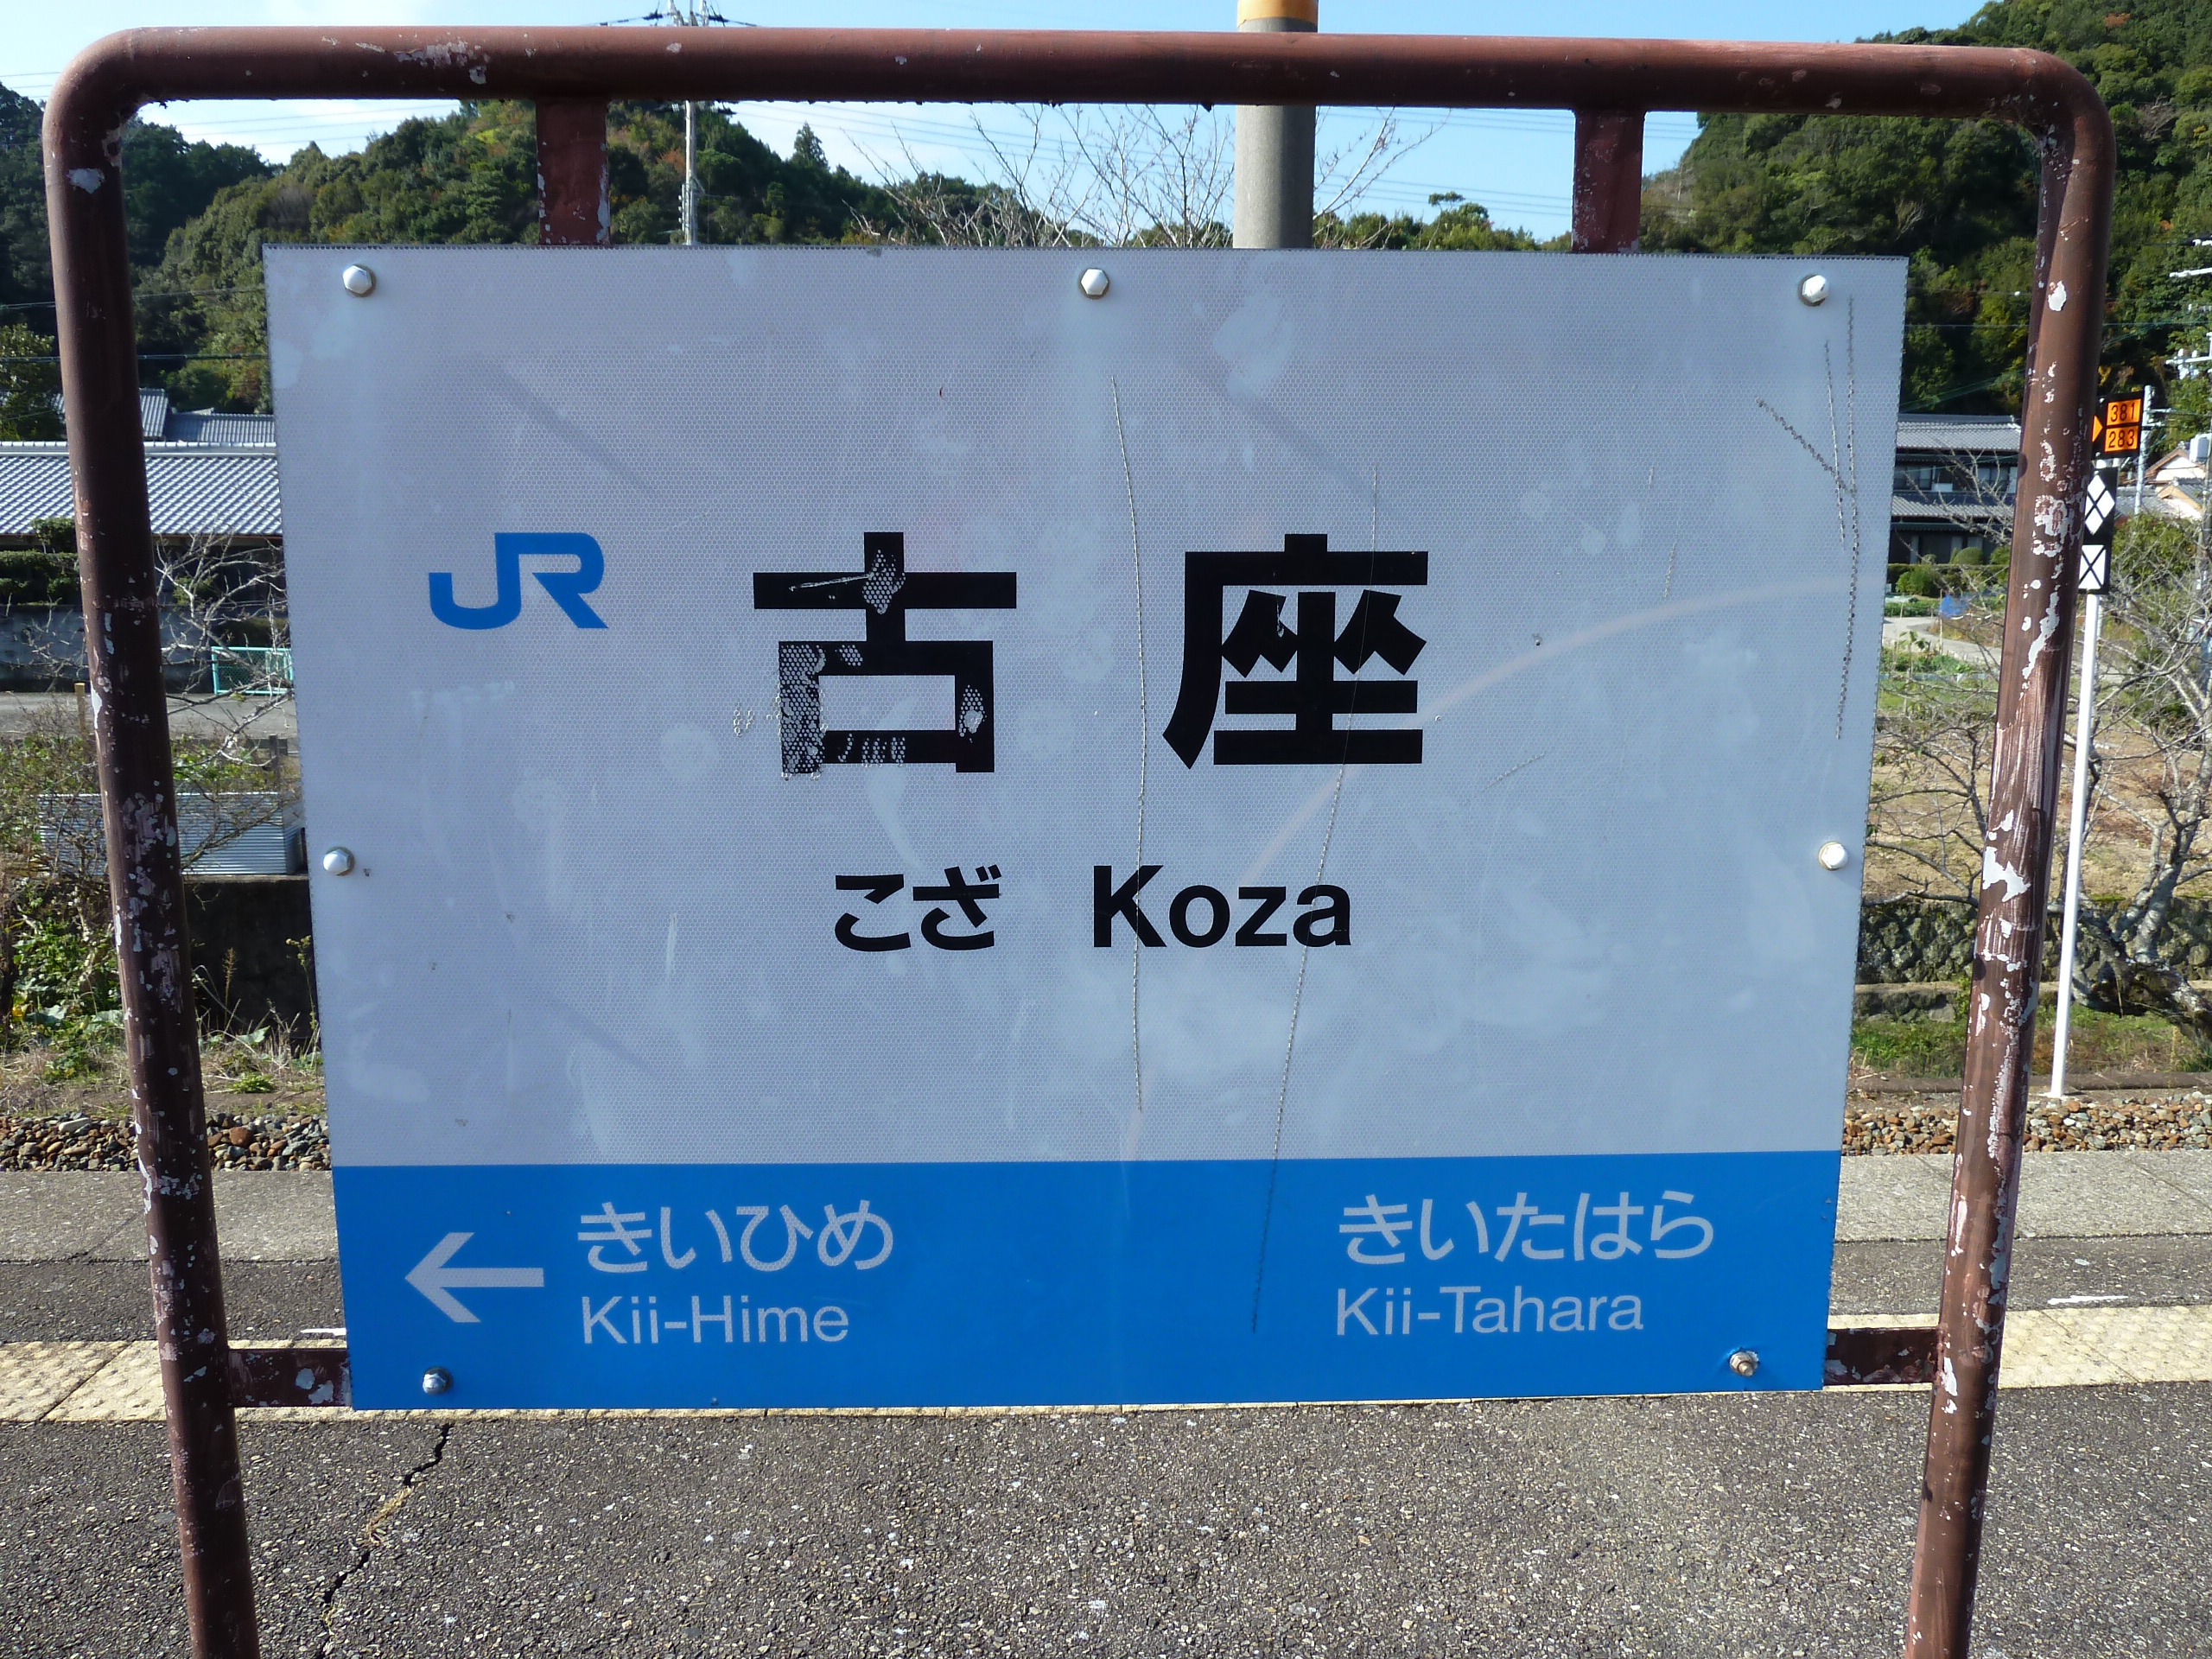 JR 古座
こざ Koza
← きいひめ
Kii-Hime
きいたはら
Kii-Tahara
381
283